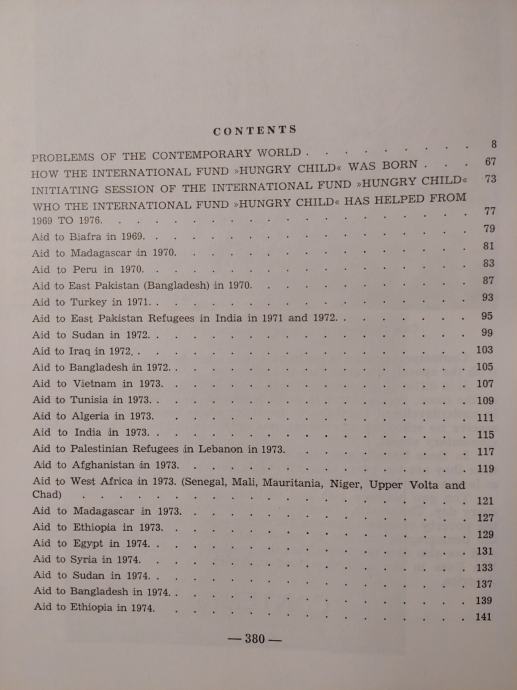 CONTENTS
PROBLEMS OF THE CONTEMPORARY WORLD . . . . . . . . . 8
HOW THE INTERNATIONAL FUND »HUNGRY CHILD« WAS BORN . . . 67
INITIATING SESSION OF THE INTERNATIONAL FUND »HUNGRY CHILD« 73
WHO THE INTERNATIONAL FUND »HUNGRY CHILD« HAS HELPED FROM
1969 TO 1976. . . . . . . . . . . . . . . . . 77
Aid to Biafra in 1969. . . . . . . . . . . . . . . 79
Aid to Madagascar in 1970. . . . . . . . . . . . . . 81
Aid to Peru in 1970. . . . . . . . . . . . . . . 83
Aid to East Pakistan (Bangladesh) in 1970. . . . . . . . . . 87
Aid to Turkey in 1971. . . . . . . . . . . . . . . 93
Aid to East Pakistan Refugees in India in 1971 and 1972. . . . . . . 95
Aid to Sudan in 1972. . . . . . . . . . . . . . . 99
Aid to Iraq in 1972. . . . . . . . . . . . . . . 103
Aid to Bangladesh in 1972. . . . . . . . . . . . . . 105
Aid to Vietnam in 1973. . . . . . . . . . . . . . 107
Aid to Tunisia in 1973. . . . . . . . . . . . . . . 109
Aid to Algeria in 1973. . . . . . . . . . . . . . 111
Aid to India in 1973. . . . . . . . . . . . . . . 115
Aid to Palestinian Refugees in Lebanon in 1973. . . . . . . . . 117
Aid to Afghanistan in 1973. . . . . . . . . . . . . 119
Aid to West Africa in 1973. (Senegal, Mali, Mauritania, Niger, Upper Volta and
Chad) . . . . . . . . . . . . . . . . . 121
Aid to Madagascar in 1973. . . . . . . . . . . . . 127
Aid to Ethiopia in 1973. . . . . . . . . . . . . . 129
Aid to Egypt in 1974. . . . . . . . . . . . . . . 131
Aid to Syria in 1974. . . . . . . . . . . . . . . 133
Aid to Sudan in 1974. . . . . . . . . . . . . . . 137
Aid to Bangladesh in 1974. . . . . . . . . . . . . . 139
Aid to Ethiopia in 1974. . . . . . . . . . . . . . 141
— 380 —